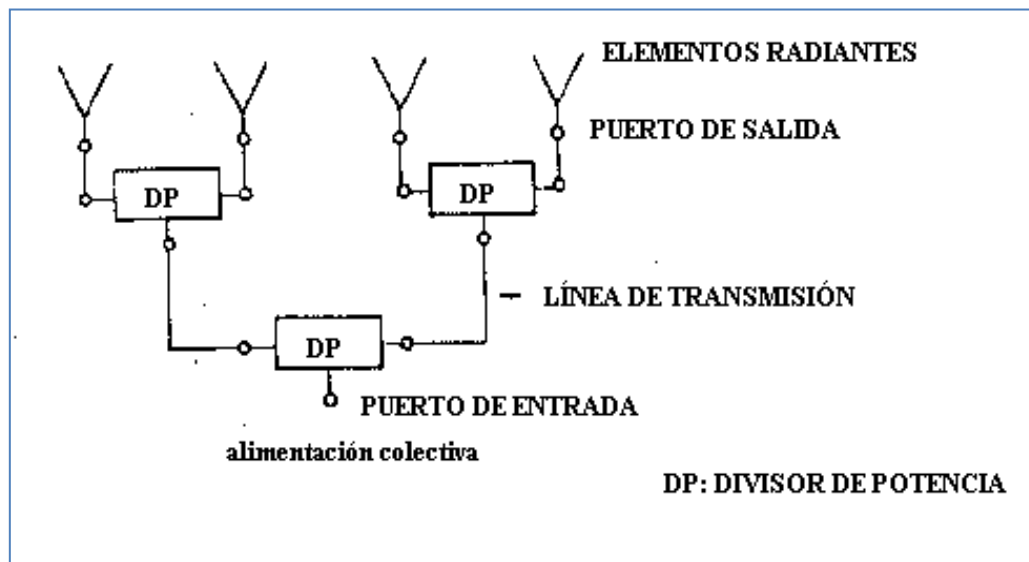 ELEMENTOS RADIANTES
PUERTO DE SALIDA
DP
DP
LÍNEA DE TRANSMISIÓN
DP
PUERTO DE ENTRADA
alimentación colectiva
DP: DIVISOR DE POTENCIA